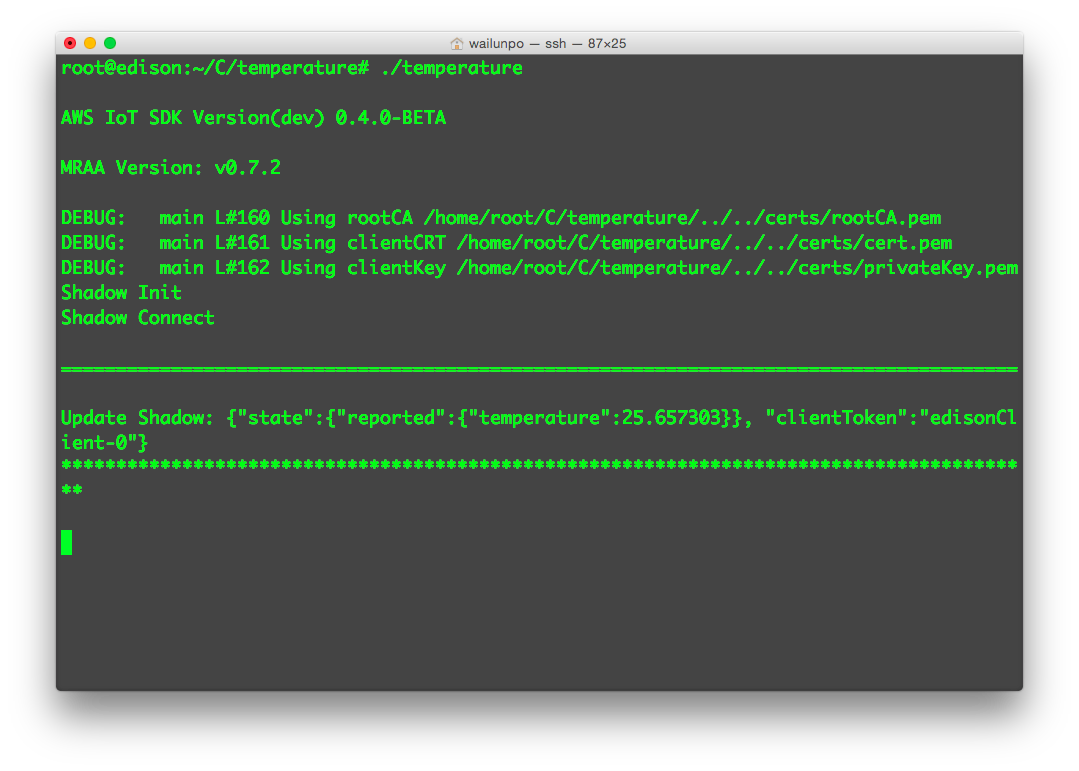 wailunpo — ssh — 87×25
root@edison:~/C/temperature# ./temperature
AWS IoT SDK Version(dev) 0.4.0-BETA
MRAA Version: v0.7.2
DEBUG:   main L#160 Using rootCA /home/root/C/temperature/../../certs/rootCA.pem
DEBUG:   main L#161 Using clientCRT /home/root/C/temperature/../../certs/cert.pem
DEBUG:   main L#162 Using clientKey /home/root/C/temperature/../../certs/privateKey.pem
Shadow Init
Shadow Connect
=======================================================================================
Update Shadow: {"state":{"reported":{"temperature":25.657303}}, "clientToken":"edisonCl
ient-0"}
***************************************************************************************
**